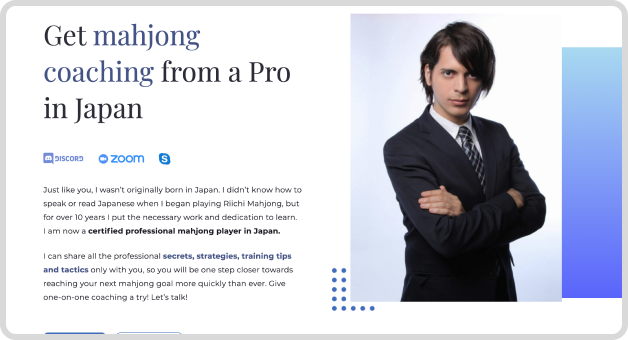 Get mahjong
coaching from a Pro
in Japan
DISCORD zoom S
Just like you, I wasn't originally born in Japan. I didn't know how to
speak or read Japanese when I began playing Riichi Mahjong, but
for over 10 years I put the necessary work and dedication to learn.
I am now a certified professional mahjong player in Japan.
I can share all the professional secrets, strategies, training tips
and tactics only with you, so you will be one step closer towards
reaching your next mahjong goal more quickly than ever. Give
one-on-one coaching a try! Let's talk!